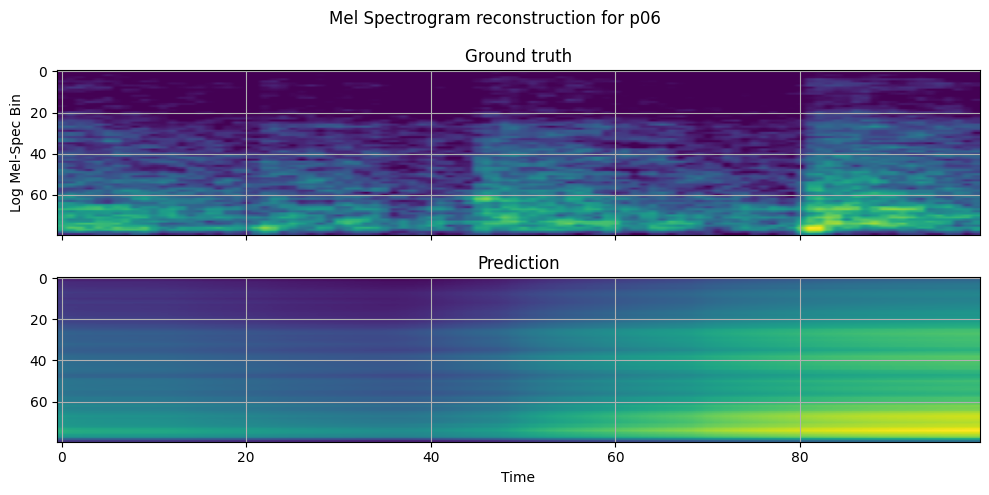 Mel Spectrogram reconstruction for p06
Ground truth
0
20
40
60
Log Mel-Spec Bin
Prediction
0
20
40
60
0 20 40 60 80
Time